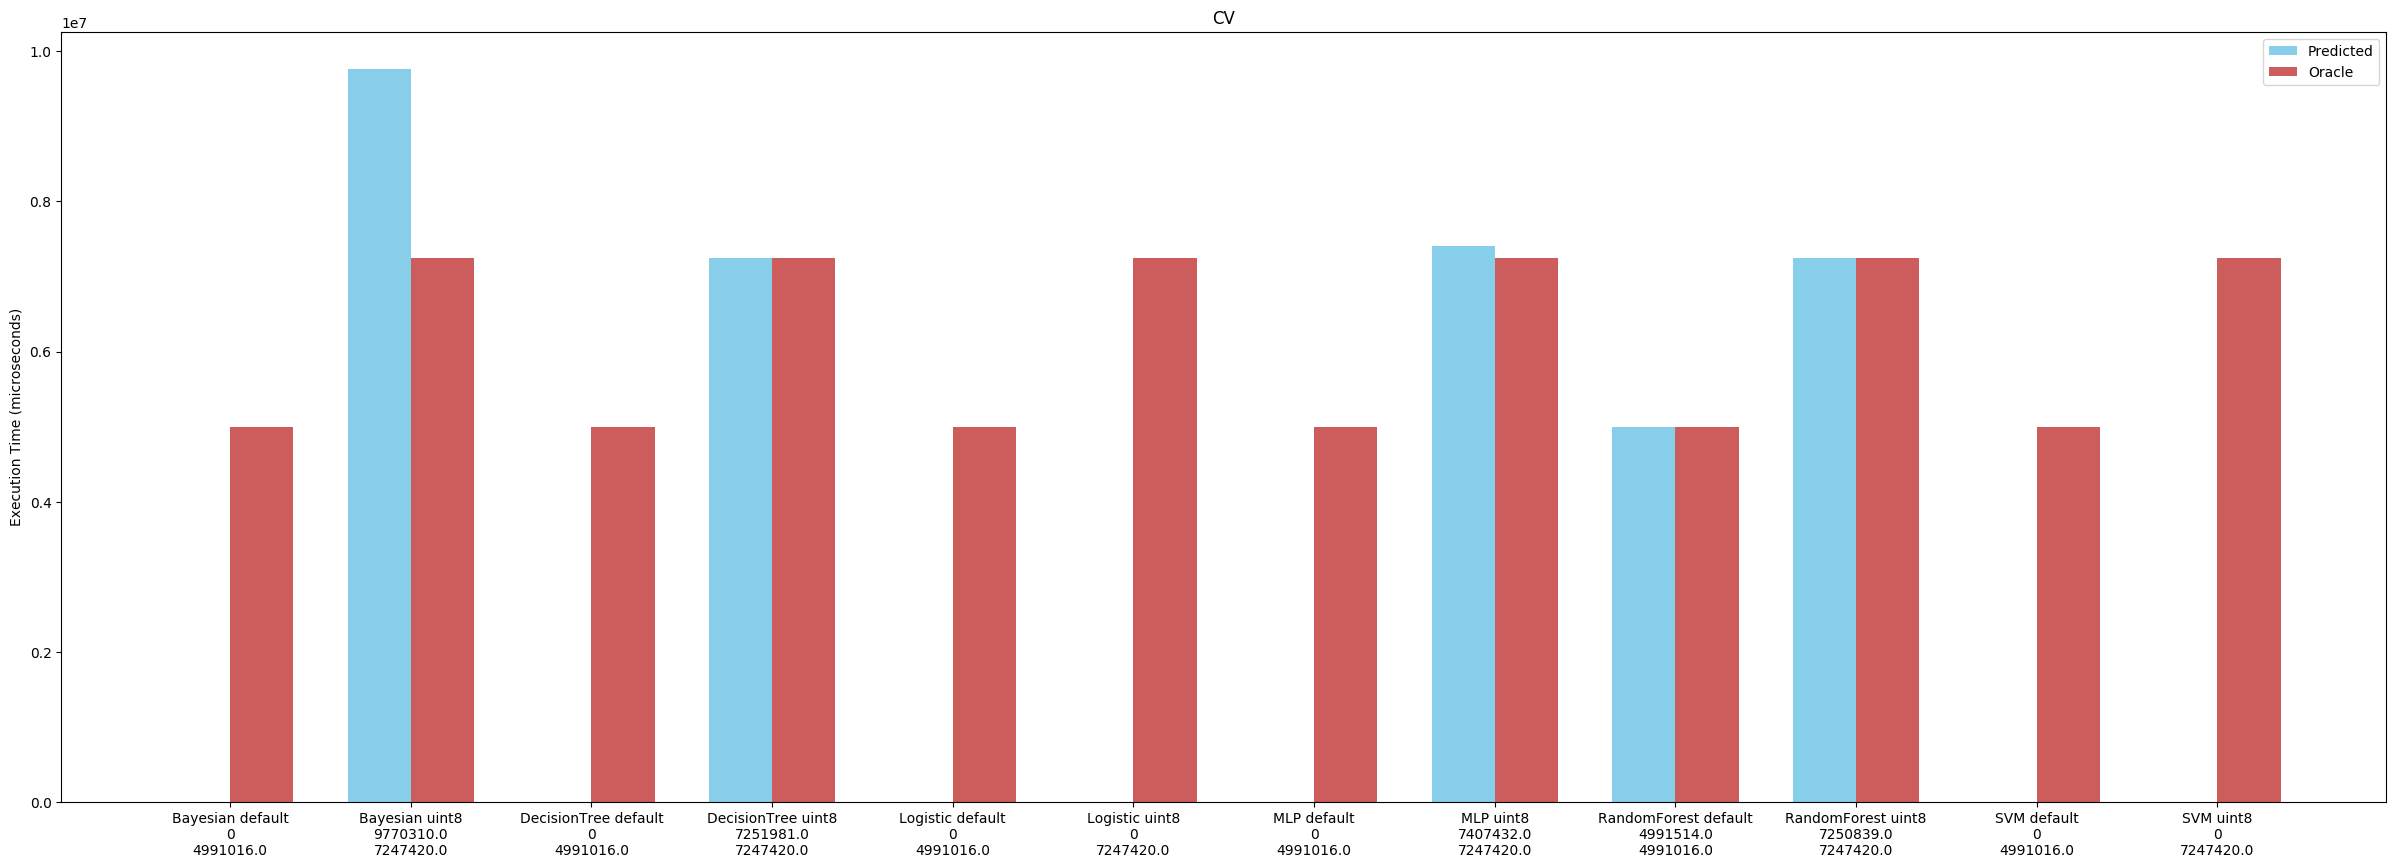 CV
1e7
1.0
0.8
0.6
0.4
0.2
0.0
Execution Time (microseconds)
Predicted
Oracle
Bayesian default
0
4991016.0
Bayesian uint8
9770310.0
7247420.0
DecisionTree default
0
4991016.0
DecisionTree uint8
7251981.0
7247420.0
Logistic default
0
4991016.0
Logistic uint8
0
7247420.0
MLP default
0
4991016.0
MLP uint8
7407432.0
7247420.0
RandomForest default
4991514.0
4991016.0
RandomForest uint8
7250839.0
7247420.0
SVM default
0
4991016.0
SVM uint8
0
7247420.0